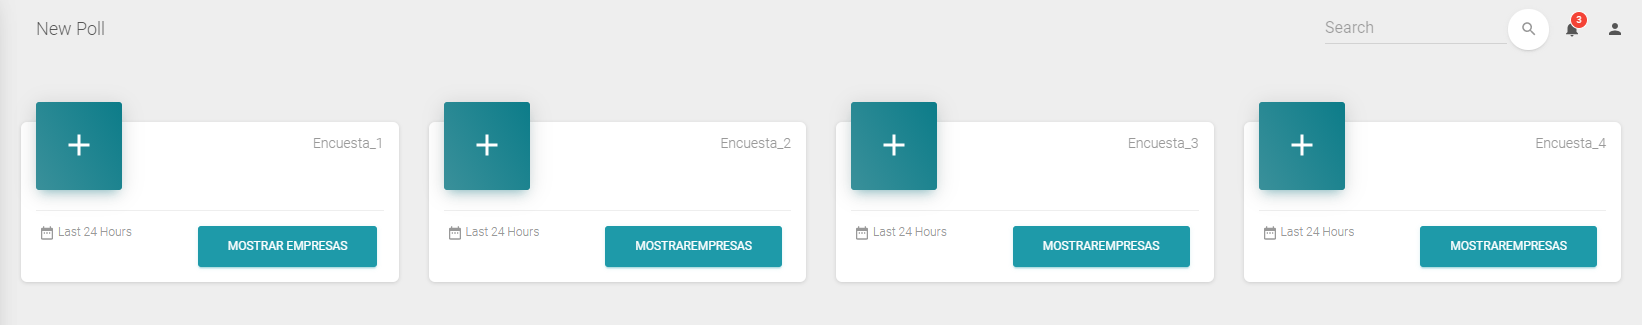 New Poll
Search
3
Encuesta_1
Last 24 Hours
MOSTRAR EMPRESAS
Encuesta_2
Last 24 Hours
MOSTRAREMPRESAS
Encuesta_3
Last 24 Hours
MOSTRAREMPRESAS
Encuesta_4
Last 24 Hours
MOSTRAREMPRESAS